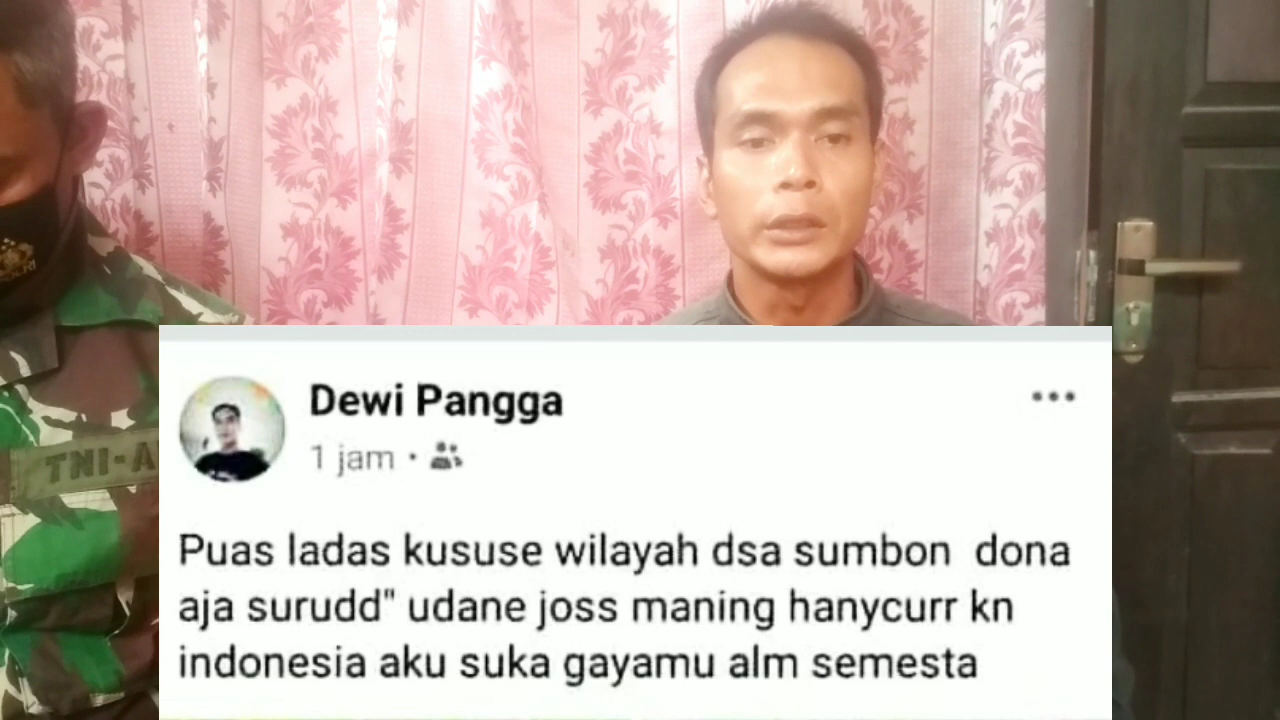 TNI-A
Dewi Pangga
1 jam
Puas ladas kususe wilayah dsa sumbon dona
aja surudd" udane joss maning hanycurr kn
indonesia aku suka gayamu alm semesta